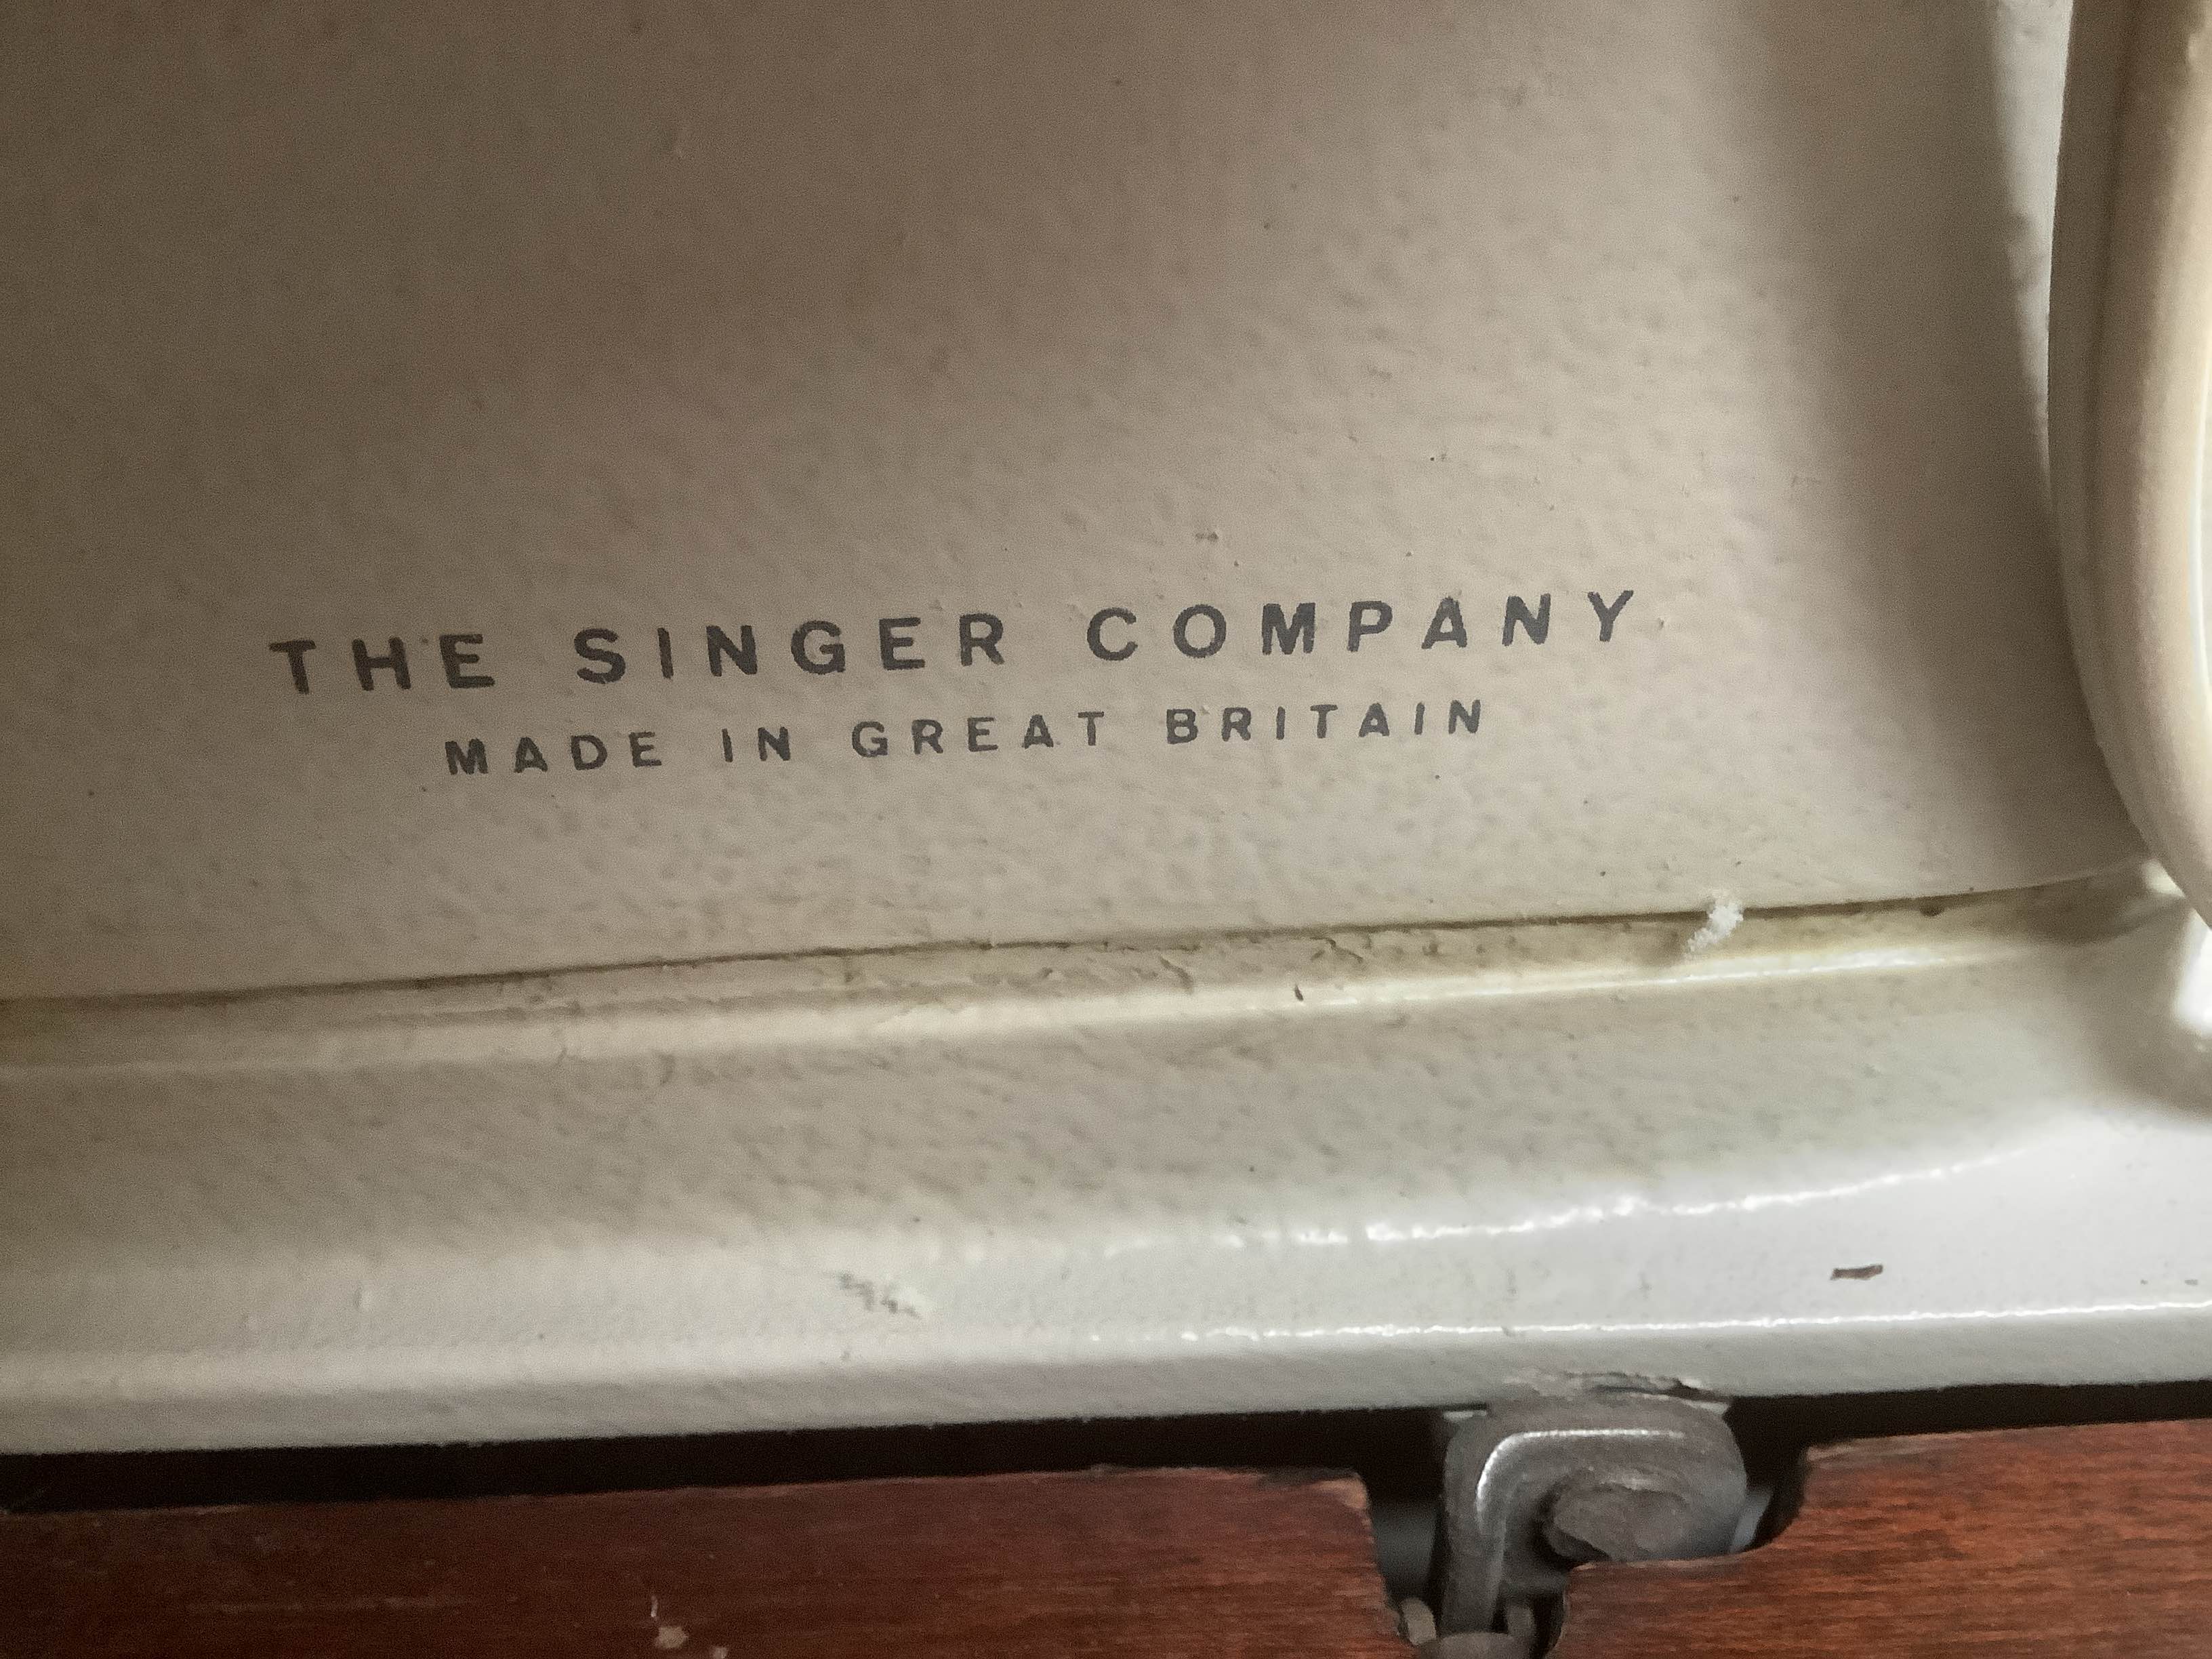 THE SINGER COMPANY
MADE IN GREAT BRITAIN